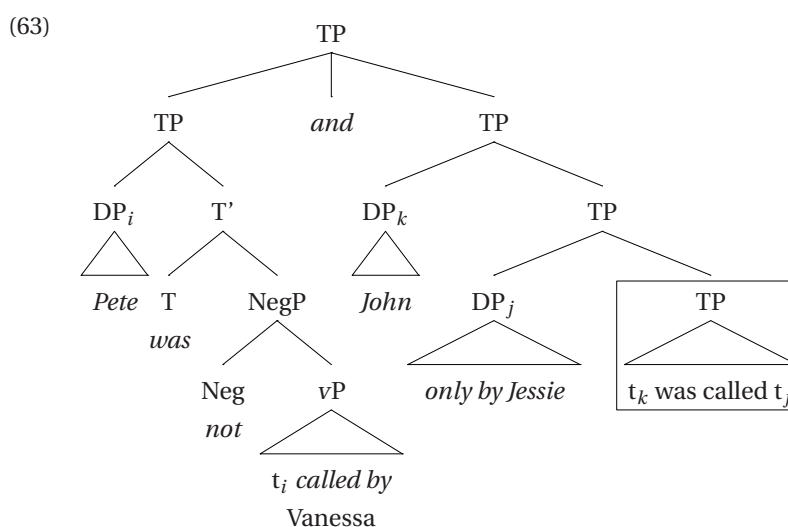 (63)
TP
TP and TP
DP_i T' DP_k TP
Pete T NegP John DP_j TP
was
Neg vP only by Jessie t_k was called t_j
not
t_i called by
Vanessa